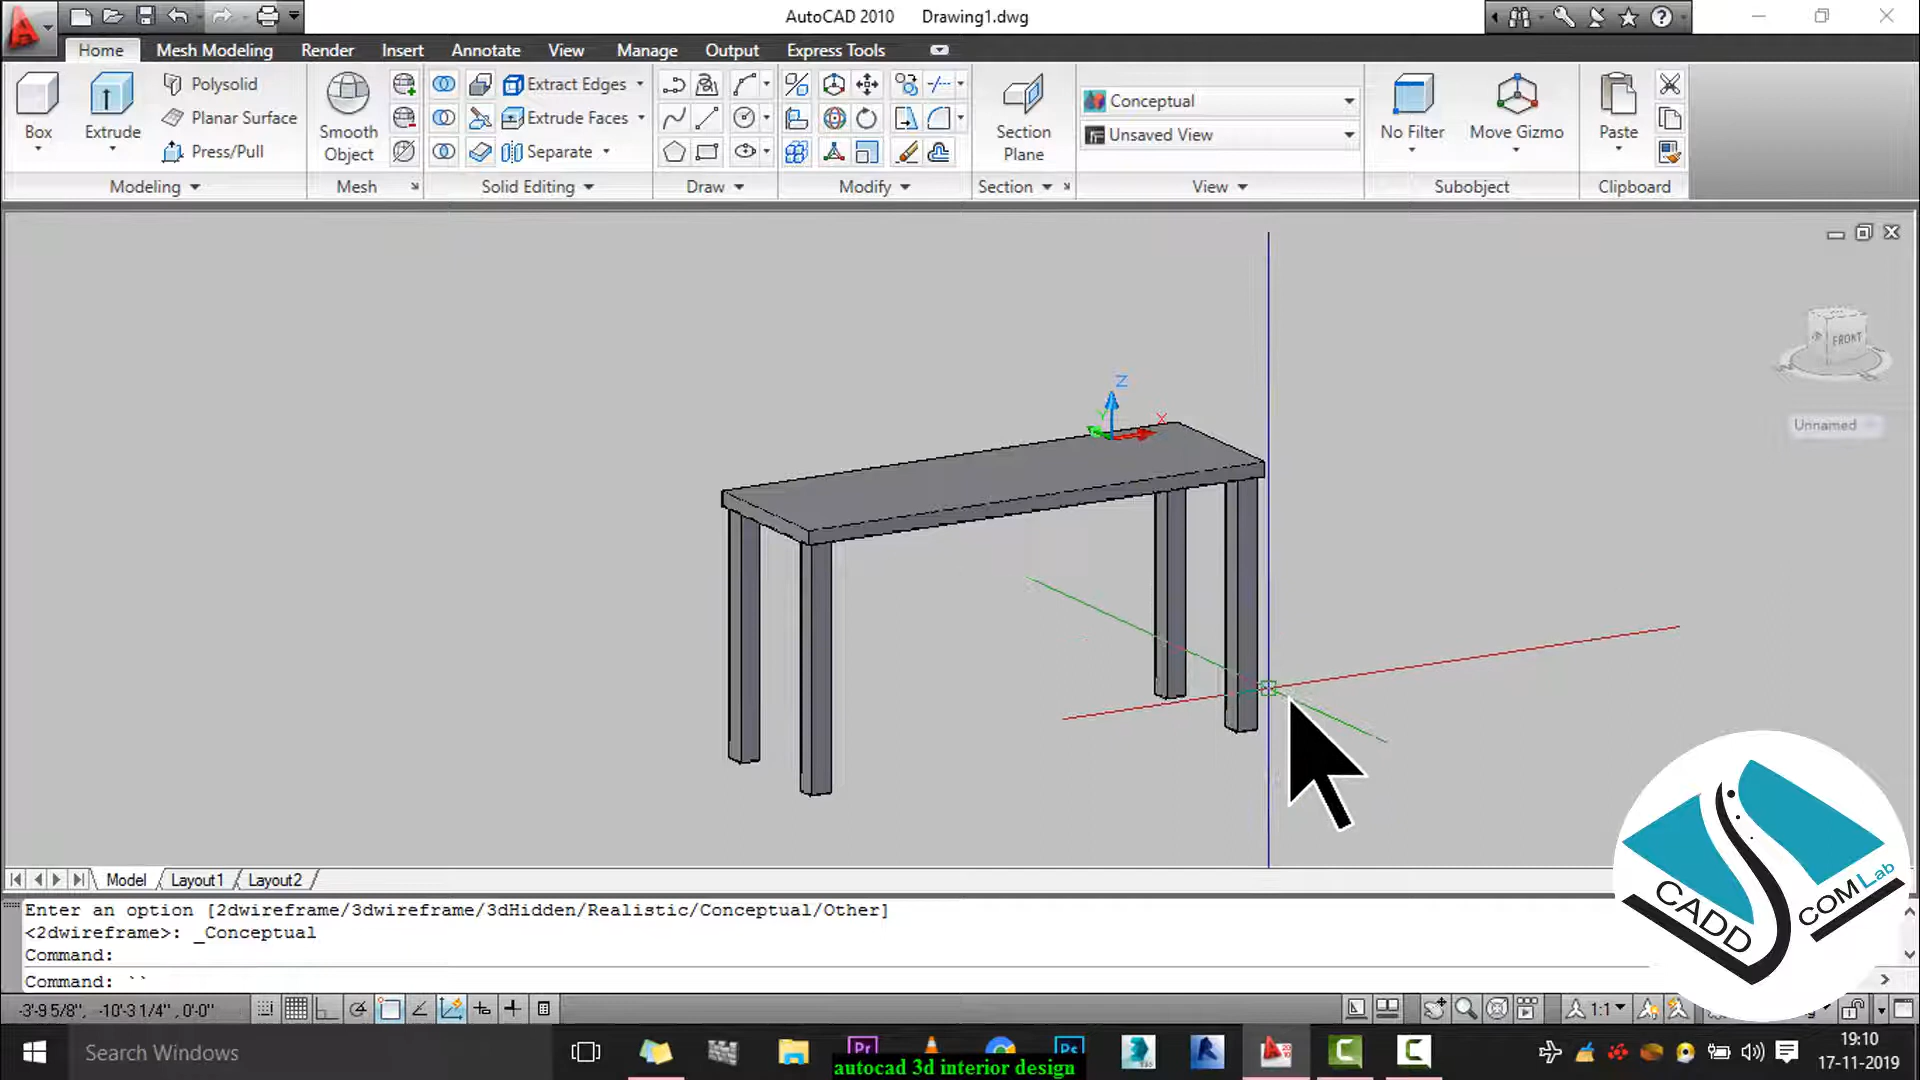 AutoCAD 2010 Drawing1.dwg
Home Mesh Modeling Render Insert Annotate View Manage Output Express Tools
Box
Extrude
Polysolid
Planar Surface
Press/Pull
Modeling
Smooth
Object
Mesh
Extract Edges
Extrude Faces
Separate
Solid Editing
Draw
Modify
Section
Plane
Section
Conceptual
Unsaved View
View
No Filter
Move Gizmo
Subobject
Paste
Clipboard
FRONT
Unnamed
Z
Y
X
Model Layout1 Layout2
Enter an option [2dwireframe/3dwireframe/3dHidden/Realistic/Conceptual/Other]
<2dwireframe>: _Conceptual
Command:
Command: ``
-3'-9 5/8", -10'-3 1/4" , 0'-0"
1:1
CADD
COM Lab
Search Windows
Pr
Ps
autocad 3d interior design
19:10
17-11-2019